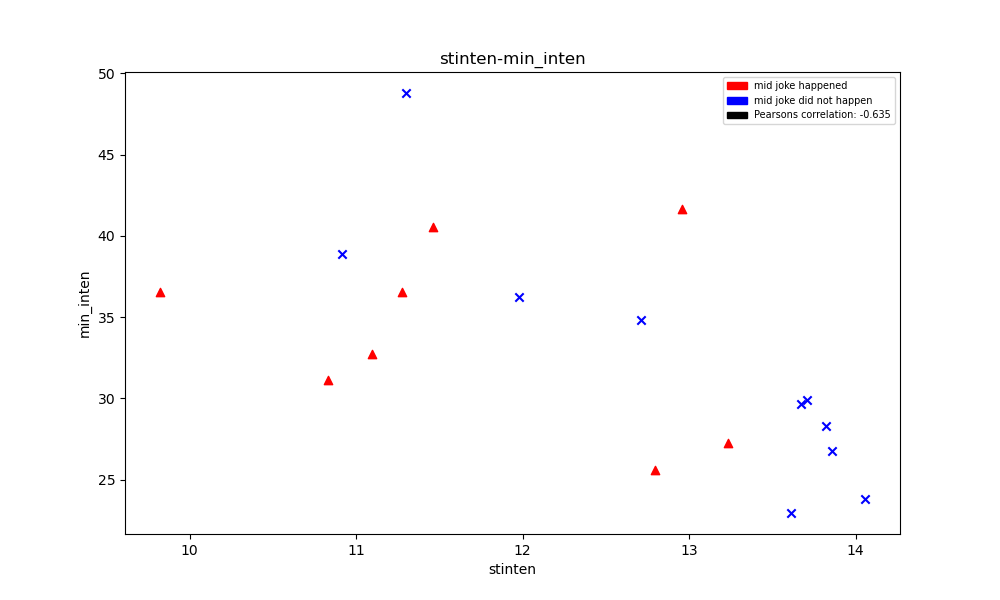 stinten-min_inten
mid joke happened
mid joke did not happen
Pearsons correlation: -0.635
50
45
40
35
30
25
min_inten
10
11
12
13
14
stinten